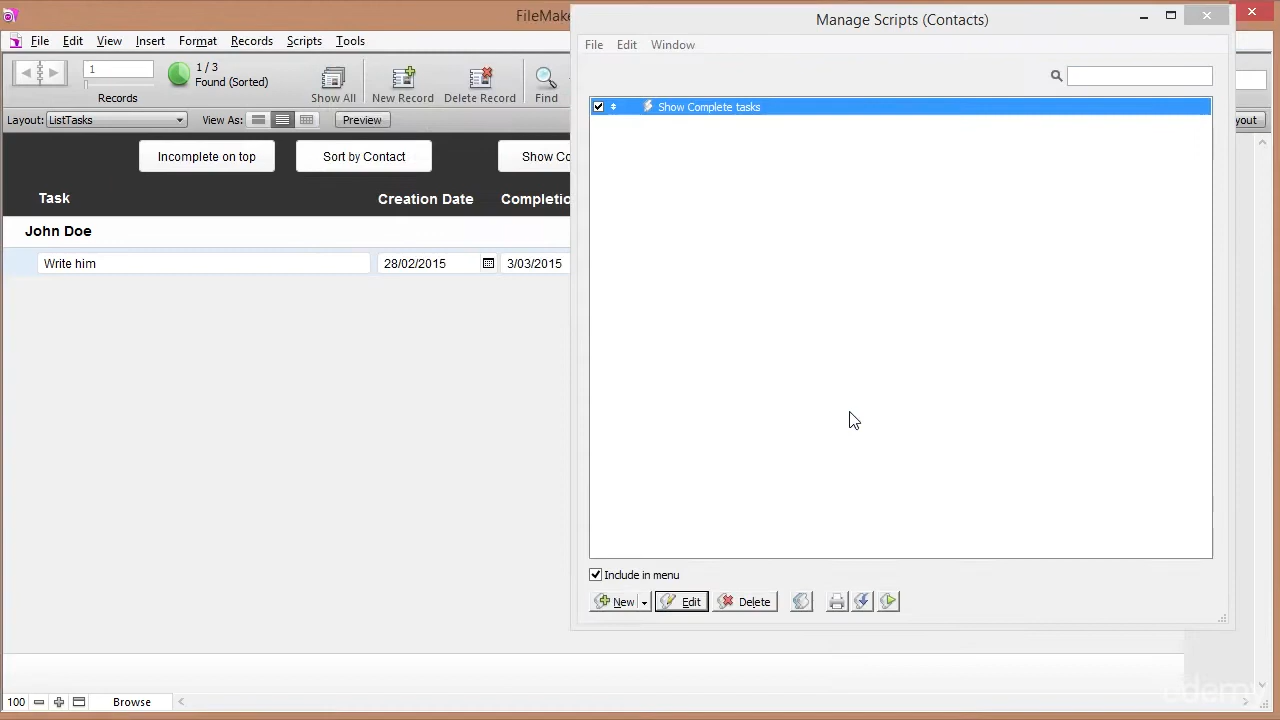 FileMake
Manage Scripts (Contacts)
File Edit View Insert Format Records Scripts Tools
File Edit Window
1
1 / 3
Found (Sorted)
Records
Show All New Record Delete Record Find
Layout: ListTasks View As: Preview
yout
Show Complete tasks
Incomplete on top Sort by Contact Show Co
Task Creation Date Completio
John Doe
Write him 28/02/2015 3/03/2015
Include in menu
New Edit Delete
100 Browse